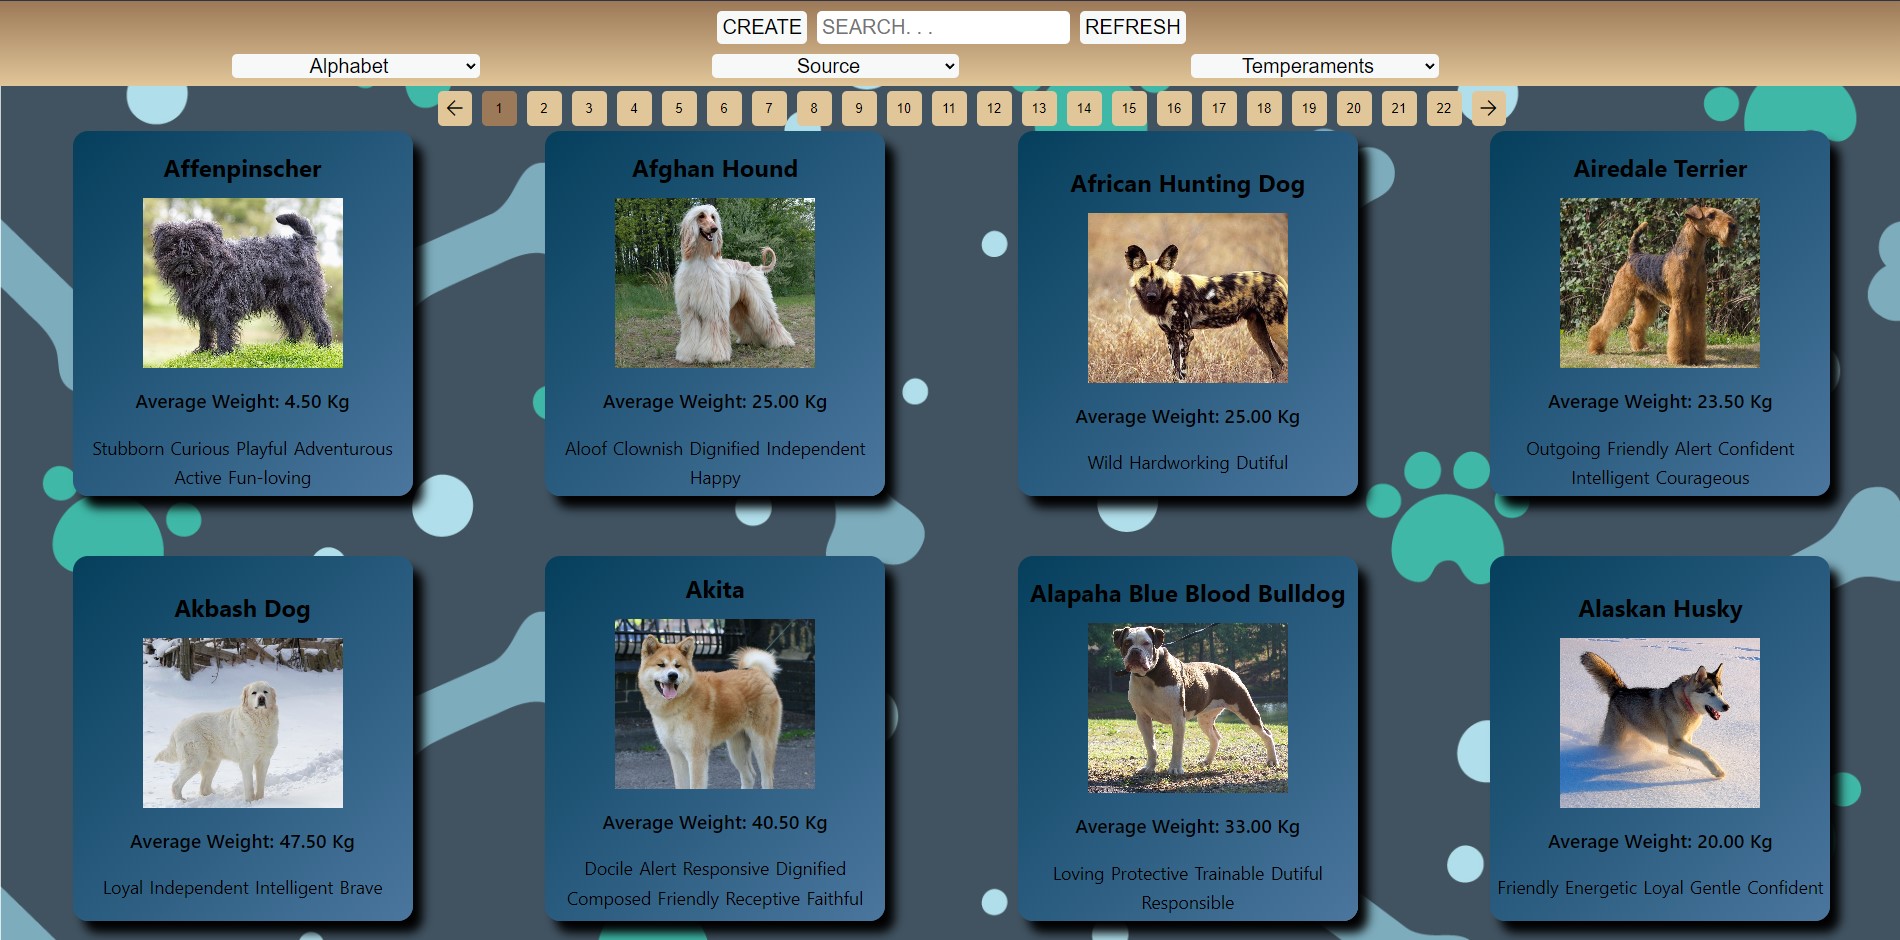 CREATE SEARCH. . . REFRESH
Alphabet Source Temperaments
1 2 3 4 5 6 7 8 9 10 11 12 13 14 15 16 17 18 19 20 21 22
Affenpinscher
Average Weight: 4.50 Kg
Stubborn Curious Playful Adventurous
Active Fun-loving
Afghan Hound
Average Weight: 25.00 Kg
Aloof Clownish Dignified Independent
Happy
African Hunting Dog
Average Weight: 25.00 Kg
Wild Hardworking Dutiful
Airedale Terrier
Average Weight: 23.50 Kg
Outgoing Friendly Alert Confident
Intelligent Courageous
Akbash Dog
Average Weight: 47.50 Kg
Loyal Independent Intelligent Brave
Akita
Average Weight: 40.50 Kg
Docile Alert Responsive Dignified
Composed Friendly Receptive Faithful
Alapaha Blue Blood Bulldog
Average Weight: 33.00 Kg
Loving Protective Trainable Dutiful
Responsible
Alaskan Husky
Average Weight: 20.00 Kg
Friendly Energetic Loyal Gentle Confident